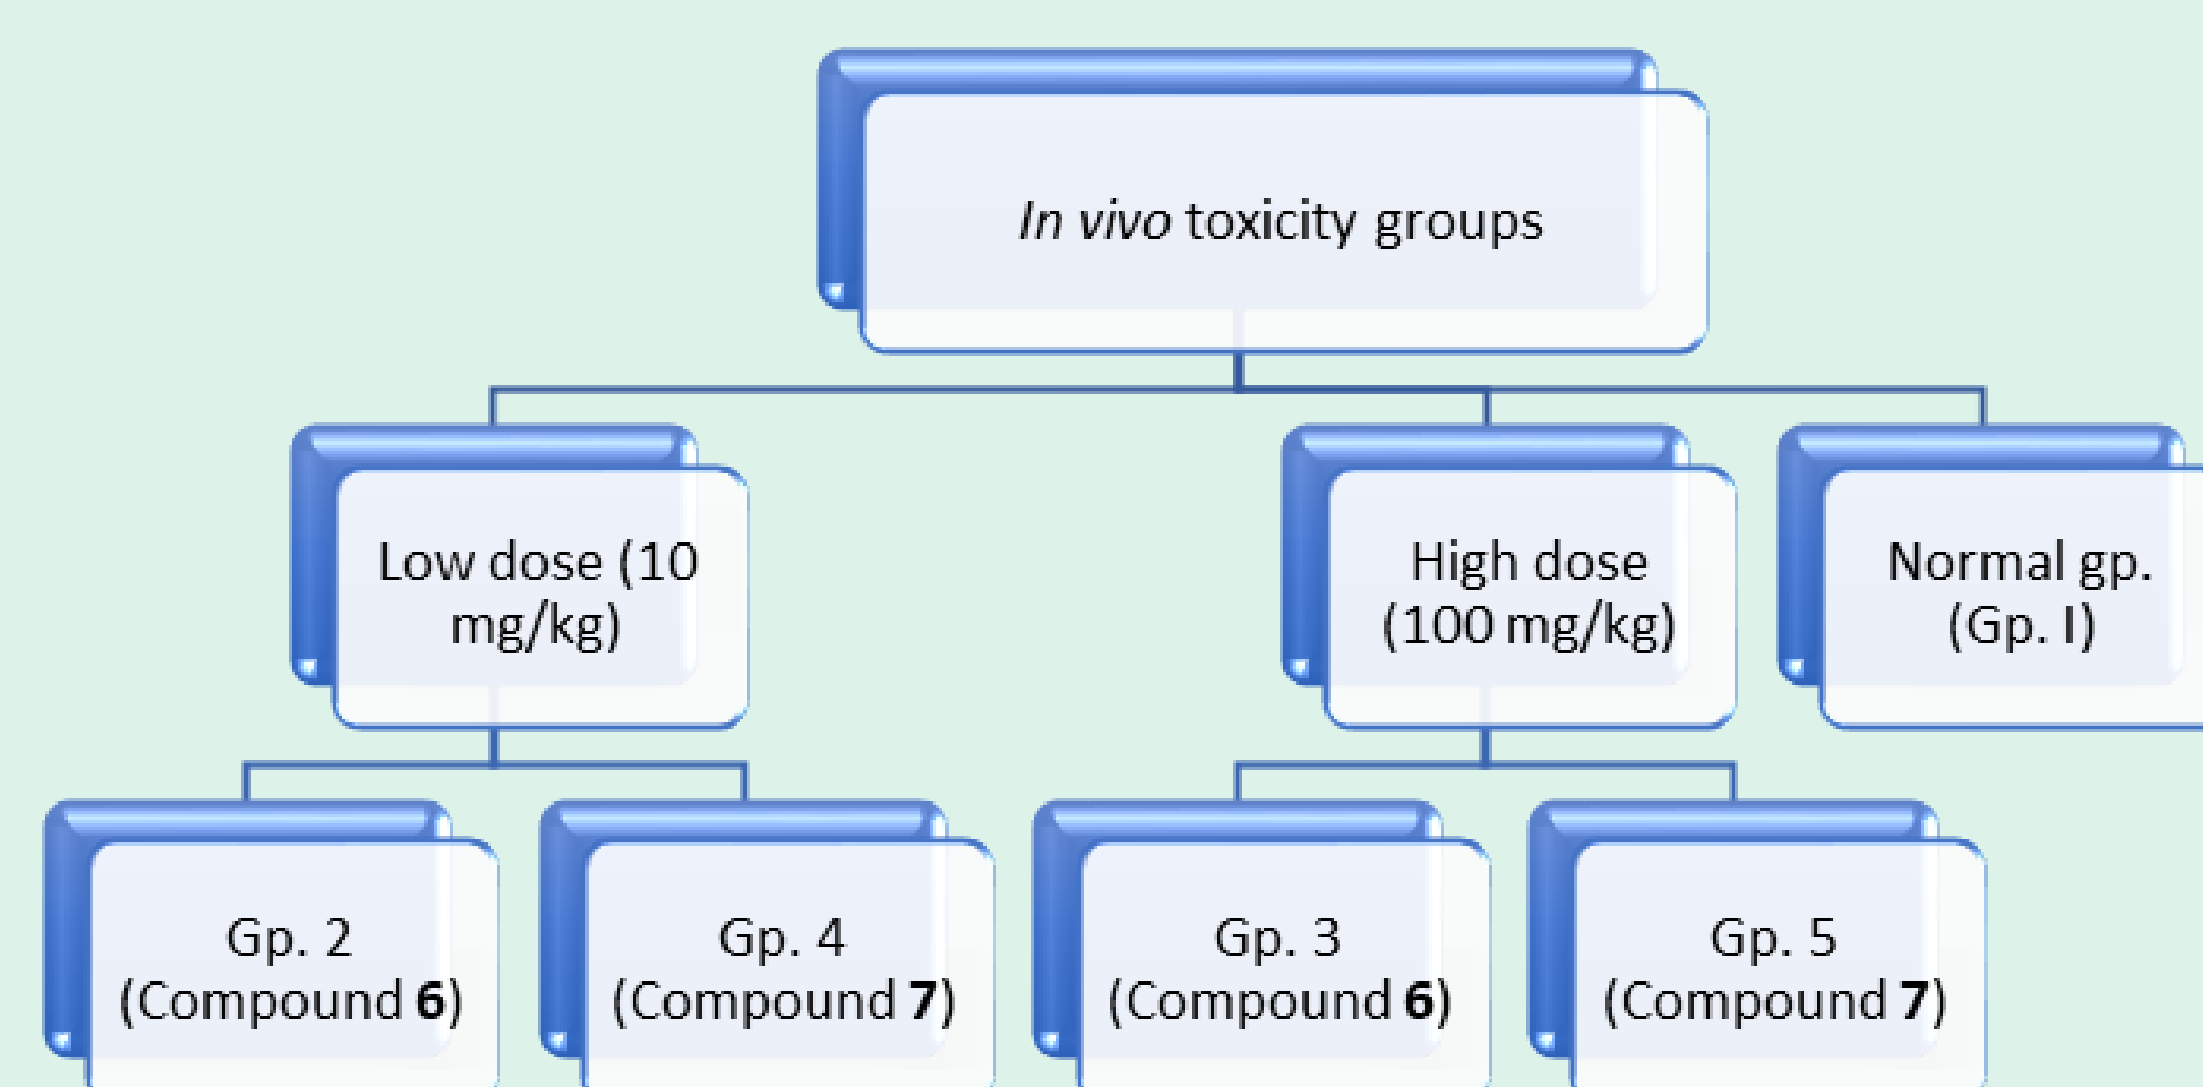 In vivo toxicity groups
Low dose (10
mg/kg)
High dose
(100 mg/kg)
Normal gp.
(Gp. I)
Gp. 2
(Compound 6)
Gp. 4
(Compound 7)
Gp. 3
(Compound 6)
Gp. 5
(Compound 7)